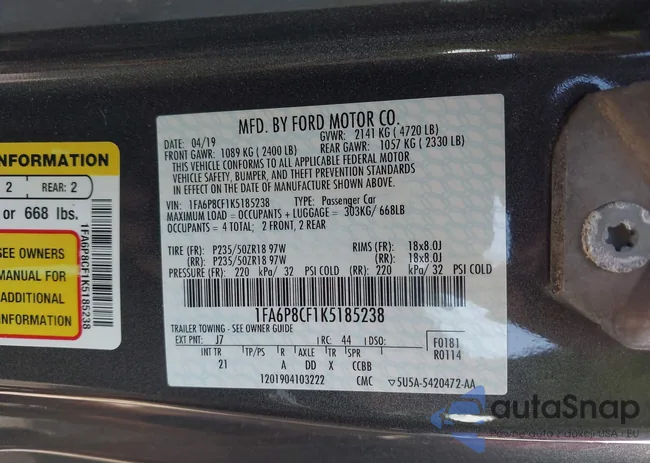 INFORMATION
2 REAR: 2
or 668 lbs.
SEE OWNERS
MANUAL FOR
ADDITIONAL
INFORMATION
1FA6P8CF1K5185238
MFD. BY FORD MOTOR CO.
DATE: 04/19 GVWR: 2141 KG ( 4720 LB)
FRONT GAWR: 1089 KG ( 2400 LB) REAR GAWR: 1057 KG ( 2330 LB)
THIS VEHICLE CONFORMS TO ALL APPLICABLE FEDERAL MOTOR
VEHICLE SAFETY, BUMPER, AND THEFT PREVENTION STANDARDS
IN EFFECT ON THE DATE OF MANUFACTURE SHOWN ABOVE.
VIN: 1FA6P8CF1K5185238 TYPE: Passenger Car
MAXIMUM LOAD = OCCUPANTS + LUGGAGE = 303KG/ 668LB
OCCUPANTS = 4 TOTAL; 2 FRONT, 2 REAR
TIRE (FR): P235/50ZR18 97W RIMS (FR): 18x8.0J
(RR): P235/50ZR18 97W (RR): 18x8.0J
PRESSURE (FR): 220 kPa/ 32 PSI COLD (RR): 220 kPa/ 32 PSI COLD
1FA6P8CF1K5185238
TRAILER TOWING - SEE OWNER GUIDE
EXT PNT: J7 RC: 44 DSO: F0181
R0114
INT TR TP/PS R AXLE TR SPR
21 A DD X CCBB
1201904103222 CMC 5U5A-5420472-AA
autaSnap